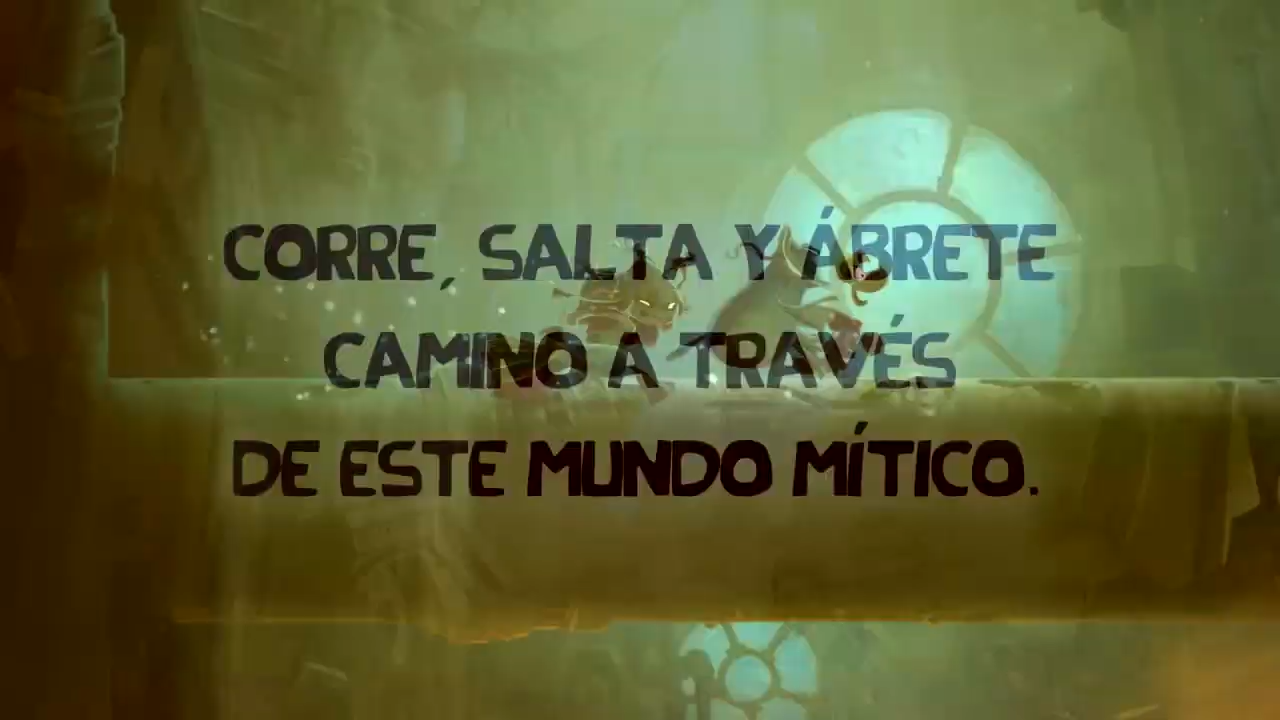 CORRE, SALTA Y ÁBRETE
CAMINO A TRAVÉS
DE ESTE MUNDO MÍTICO.